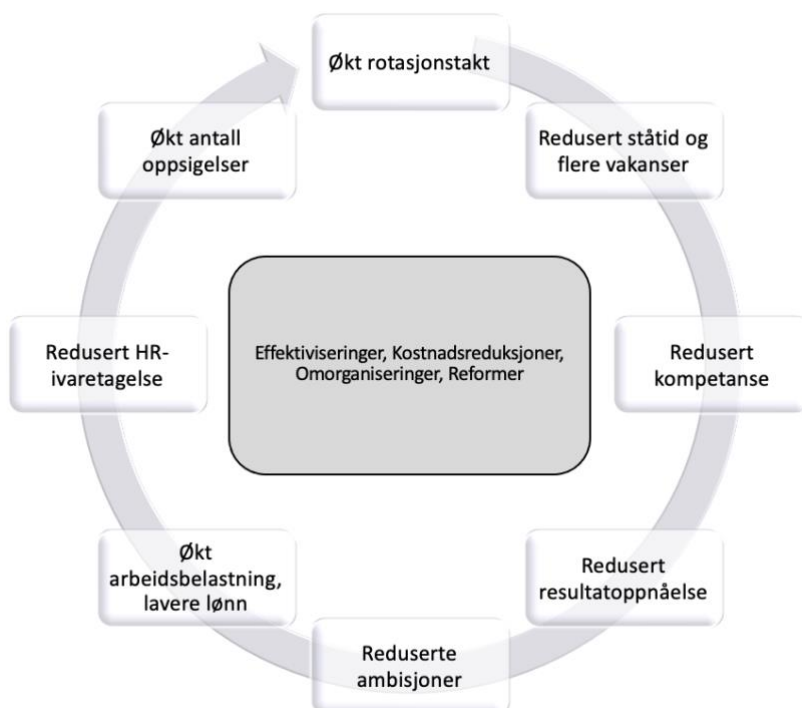 Økt rotasjonstakt
Redusert ståtid og
flere vakanser
Redusert
kompetanse
Redusert
resultatoppnåelse
Reduserte
ambisjoner
Økt
arbeidsbelastning,
lavere lønn
Redusert HR-
ivaretagelse
Økt antall
oppsigelser
Effektiviseringer, Kostnadsreduksjoner,
Omorganiseringer, Reformer